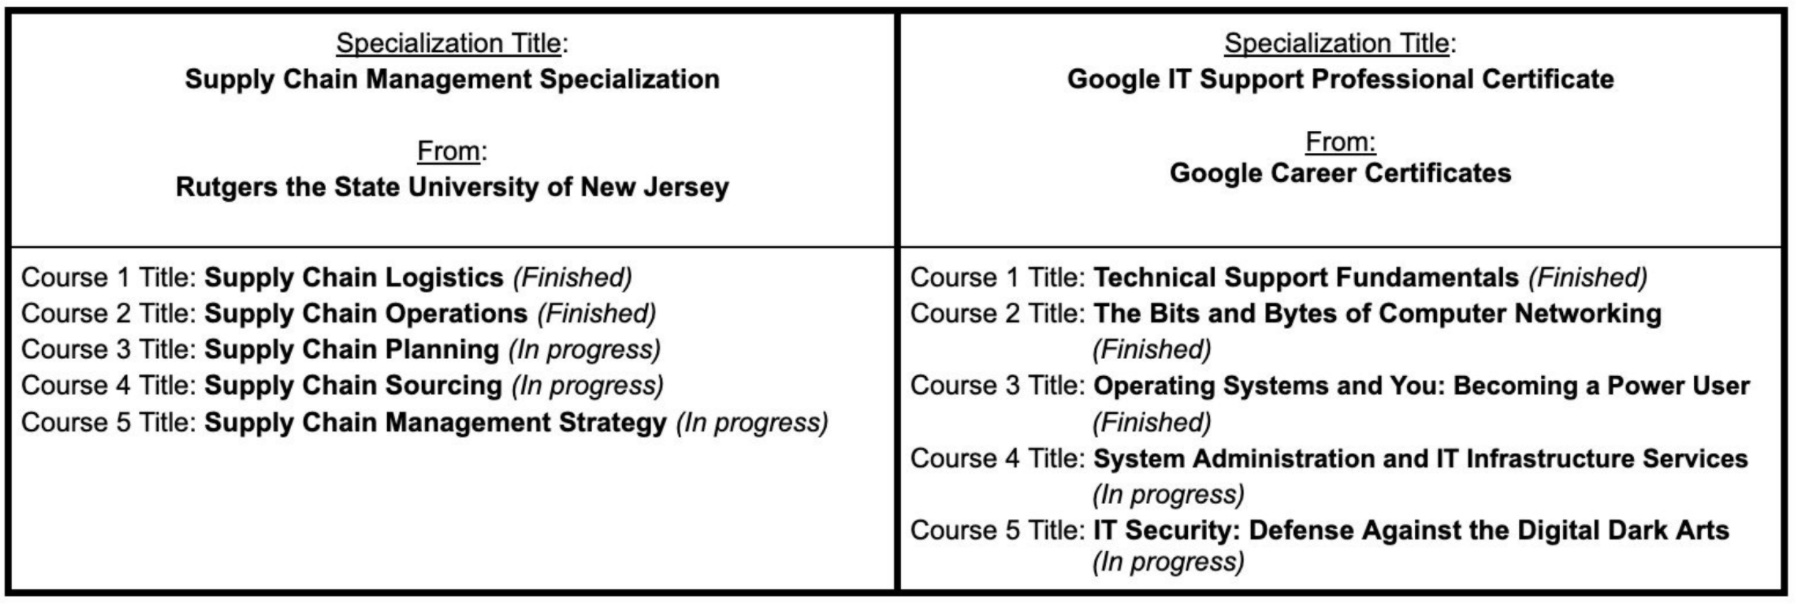 Specialization Title:
Supply Chain Management Specialization
From:
Rutgers the State University of New Jersey
Specialization Title:
Google IT Support Professional Certificate
From:
Google Career Certificates
Course 1 Title: Supply Chain Logistics (Finished)
Course 2 Title: Supply Chain Operations (Finished)
Course 3 Title: Supply Chain Planning (In progress)
Course 4 Title: Supply Chain Sourcing (In progress)
Course 5 Title: Supply Chain Management Strategy (In progress)
Course 1 Title: Technical Support Fundamentals (Finished)
Course 2 Title: The Bits and Bytes of Computer Networking
(Finished)
Course 3 Title: Operating Systems and You: Becoming a Power User
(Finished)
Course 4 Title: System Administration and IT Infrastructure Services
(In progress)
Course 5 Title: IT Security: Defense Against the Digital Dark Arts
(In progress)